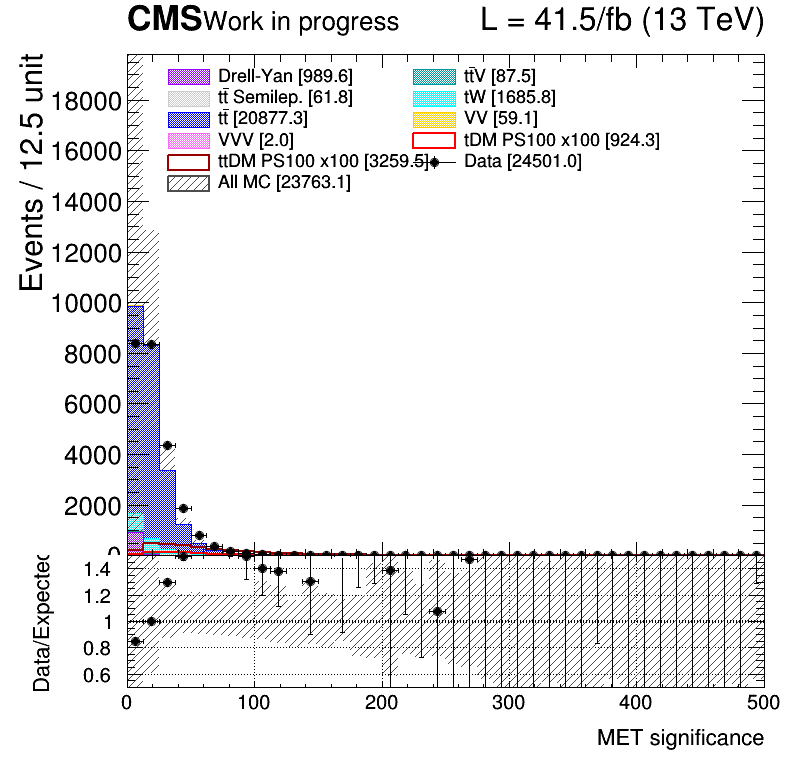 CMS Work in progress L = 41.5/fb (13 TeV)
Drell-Yan [989.6] tt̄V [87.5]
tt̄ Semilep. [61.8] tW [1685.8]
tt̄ [20877.3] VV [59.1]
VVV [2.0] tDM PS100 x100 [924.3]
ttDM PS100 x100 [3259.5] Data [24501.0]
All MC [23763.1]
Events / 12.5 unit
18000
16000
14000
12000
10000
8000
6000
4000
2000
0
Data/Expected
1.4
1.2
1
0.8
0.6
0 100 200 300 400 500
MET significance